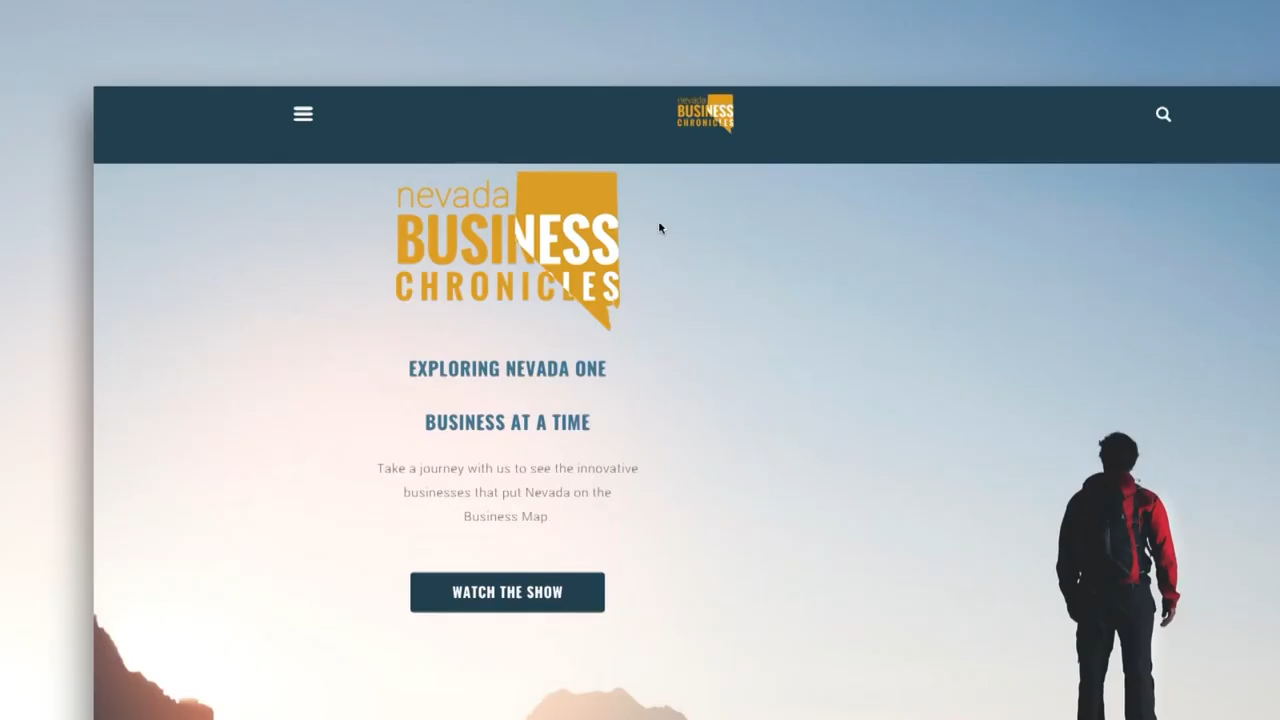 nevada
BUSINESS
CHRONICLES
nevada
BUSINESS
CHRONICLES
EXPLORING NEVADA ONE
BUSINESS AT A TIME
Take a journey with us to see the innovative
businesses that put Nevada on the
Business Map
WATCH THE SHOW